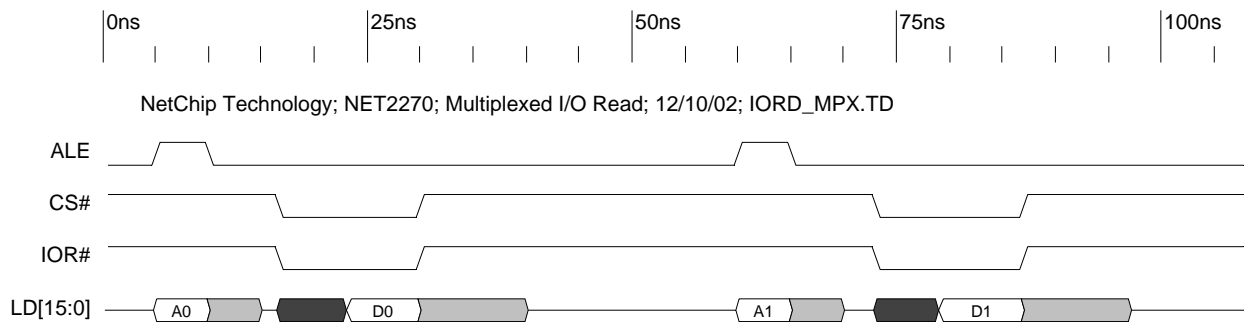 0ns 25ns 50ns 75ns 100ns
NetChip Technology; NET2270; Multiplexed I/O Read; 12/10/02; IORD_MPX.TD
ALE
CS#
IOR#
LD[15:0] A0 D0 A1 D1